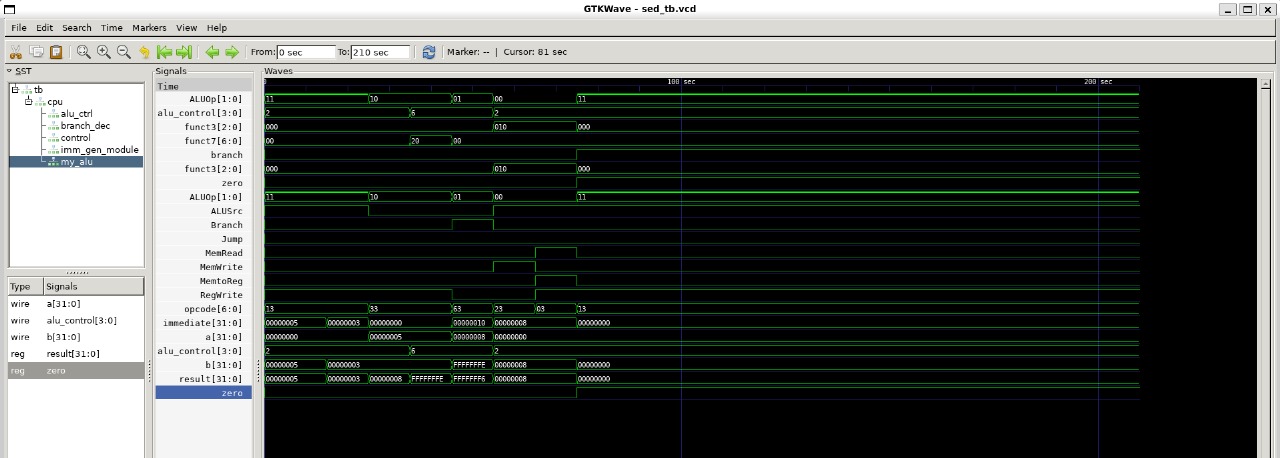 GTKWave - sed_tb.vcd
File Edit Search Time Markers View Help
From: 0 sec To: 210 sec Marker: -- | Cursor: 81 sec
SST
tb
cpu
alu_ctrl
branch_dec
control
imm_gen_module
my_alu
Type Signals
wire a[31:0]
wire alu_control[3:0]
wire b[31:0]
reg result[31:0]
reg zero
Signals
Waves
Time 100 sec 200 sec
ALUOp[1:0] 11 10 01 00 11
alu_control[3:0] 2 6 2
funct3[2:0] 000 010 000
funct7[6:0] 00 20 00
branch
funct3[2:0] 000 010 000
zero
ALUOp[1:0] 11 10 01 00 11
ALUSrc
Branch
Jump
MemRead
MemWrite
MemtoReg
RegWrite
opcode[6:0] 13 33 63 23 03 13
immediate[31:0] 00000005 00000003 00000000 00000010 00000008 00000000
a[31:0] 00000000 00000005 00000008 00000000
alu_control[3:0] 2 6 2
b[31:0] 00000005 00000003 FFFFFFFE 00000008 00000000
result[31:0] 00000005 00000003 00000008 FFFFFFFE FFFFFFF6 00000008 00000000
zero